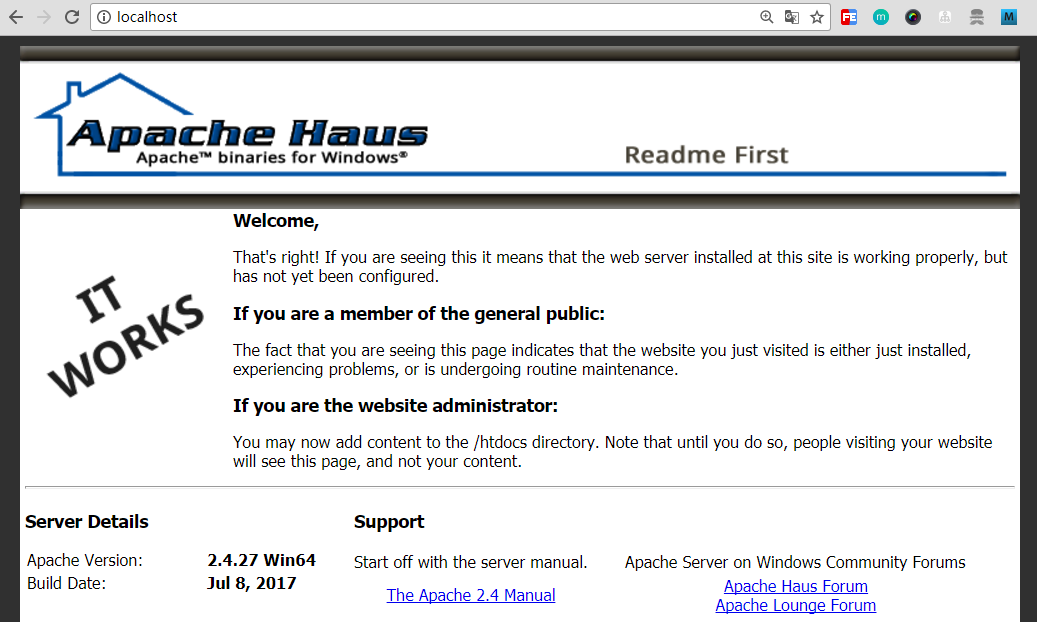 localhost
Apache Haus
Apache™ binaries for Windows®
Readme First
IT
WORKS
Welcome,
That's right! If you are seeing this it means that the web server installed at this site is working properly, but
has not yet been configured.
If you are a member of the general public:
The fact that you are seeing this page indicates that the website you just visited is either just installed,
experiencing problems, or is undergoing routine maintenance.
If you are the website administrator:
You may now add content to the /htdocs directory. Note that until you do so, people visiting your website
will see this page, and not your content.
Server Details
Apache Version: 2.4.27 Win64
Build Date: Jul 8, 2017
Support
Start off with the server manual.
The Apache 2.4 Manual
Apache Server on Windows Community Forums
Apache Haus Forum
Apache Lounge Forum